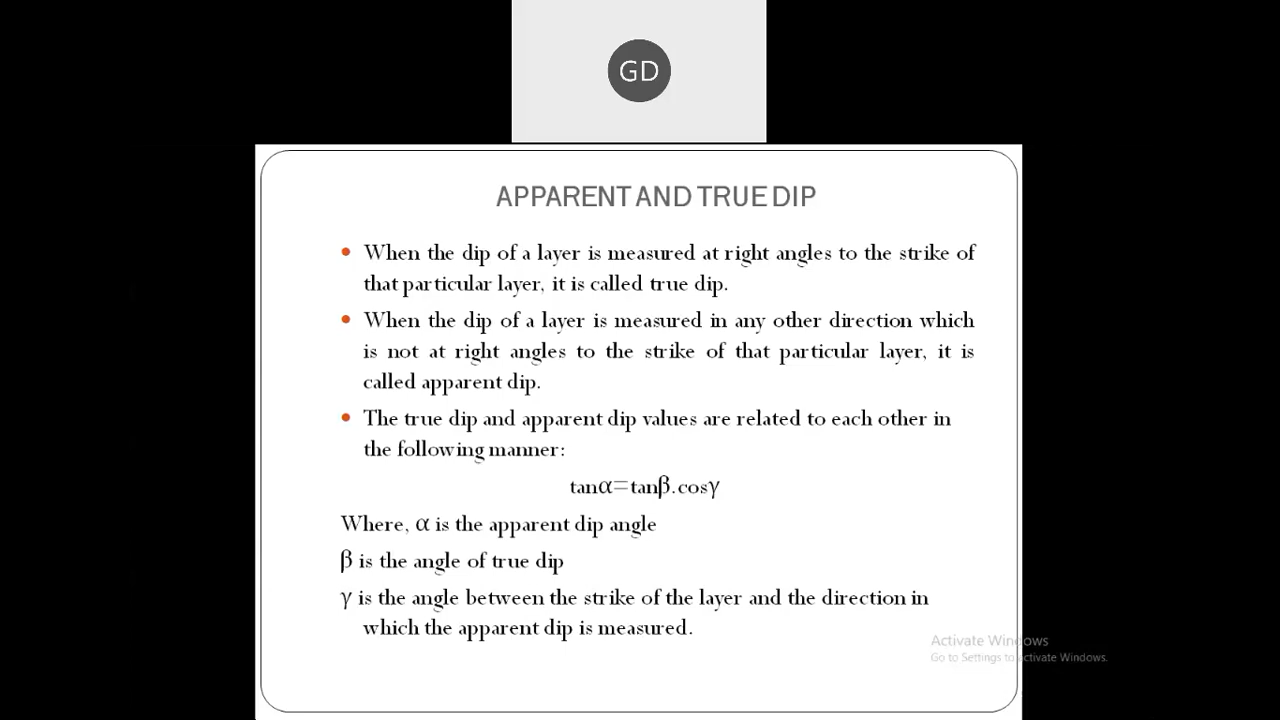 GD
APPARENT AND TRUE DIP
• When the dip of a layer is measured at right angles to the strike of
that particular layer, it is called true dip.
• When the dip of a layer is measured in any other direction which
is not at right angles to the strike of that particular layer, it is
called apparent dip.
• The true dip and apparent dip values are related to each other in
the following manner:
tanα=tanβ.cosγ
Where, α is the apparent dip angle
β is the angle of true dip
γ is the angle between the strike of the layer and the direction in
which the apparent dip is measured.
Activate Windows
Go to Settings to activate Windows.